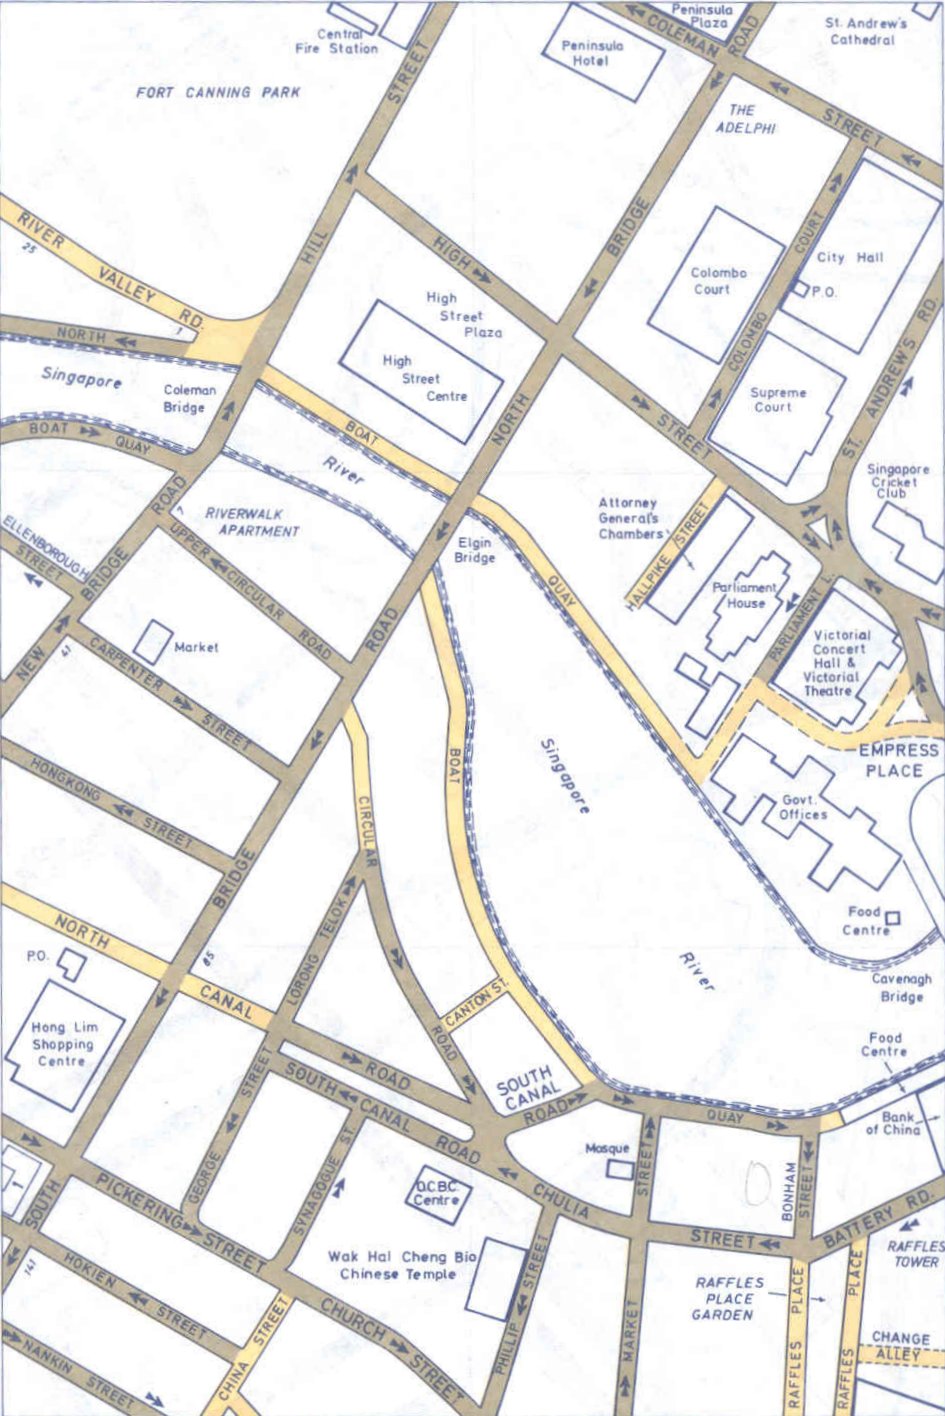 Central
Fire Station
Peninsula
Plaza
COLEMAN
ROAD
St. Andrew's
Cathedral
Peninsula
Hotel
FORT CANNING PARK
STREET
THE
ADELPHI
STREET
RIVER
25
VALLEY
RD.
1
HILL
HIGH
BRIDGE
COURT
City Hall
P.O.
Colombo
Court
COLOMBO
High
Street
Plaza
High
Street
Centre
NORTH
Singapore
Coleman
Bridge
BOAT
QUAY
BOAT
River
NORTH
STREET
Supreme
Court
ST. ANDREW'S RD.
Singapore
Cricket
Club
ROAD
7
RIVERWALK
APARTMENT
Attorney
General's
Chambers
HALLPIKE STREET
ELLENBOROUGH
STREET
BRIDGE
UPPER
CIRCULAR
ROAD
ROAD
Elgin
Bridge
QUAY
Parliament
House
PARLIAMENT L.
Victorial
Concert
Hall &
Victorial
Theatre
NEW
41
Market
CARPENTER
STREET
EMPRESS
PLACE
HONGKONG
STREET
BOAT
CIRCULAR
Singapore
Govt.
Offices
BRIDGE
LORONG TELOK
Food
Centre
NORTH
P.O.
85
CANAL
River
Cavenagh
Bridge
CANTON ST.
ROAD
Hong Lim
Shopping
Centre
STREET
ROAD
SOUTH
CANAL
ROAD
SOUTH
CANAL
ROAD
QUAY
Food
Centre
Bank
of China
Mosque
STREET
1
SOUTH
PICKERING
STREET
GEORGE
SYNAGOGUE ST.
O.C.B.C.
Centre
CHULIA
STREET
BONHAM
STREET
BATTERY RD.
RAFFLES
TOWER
141
HOKIEN
STREET
Wak Hai Cheng Bio
Chinese Temple
PHILLIP STREET
MARKET
RAFFLES
PLACE
GARDEN
RAFFLES PLACE
RAFFLES PLACE
CHANGE
ALLEY
NANKIN
STREET
CHINA STREET
CHURCH
STREET